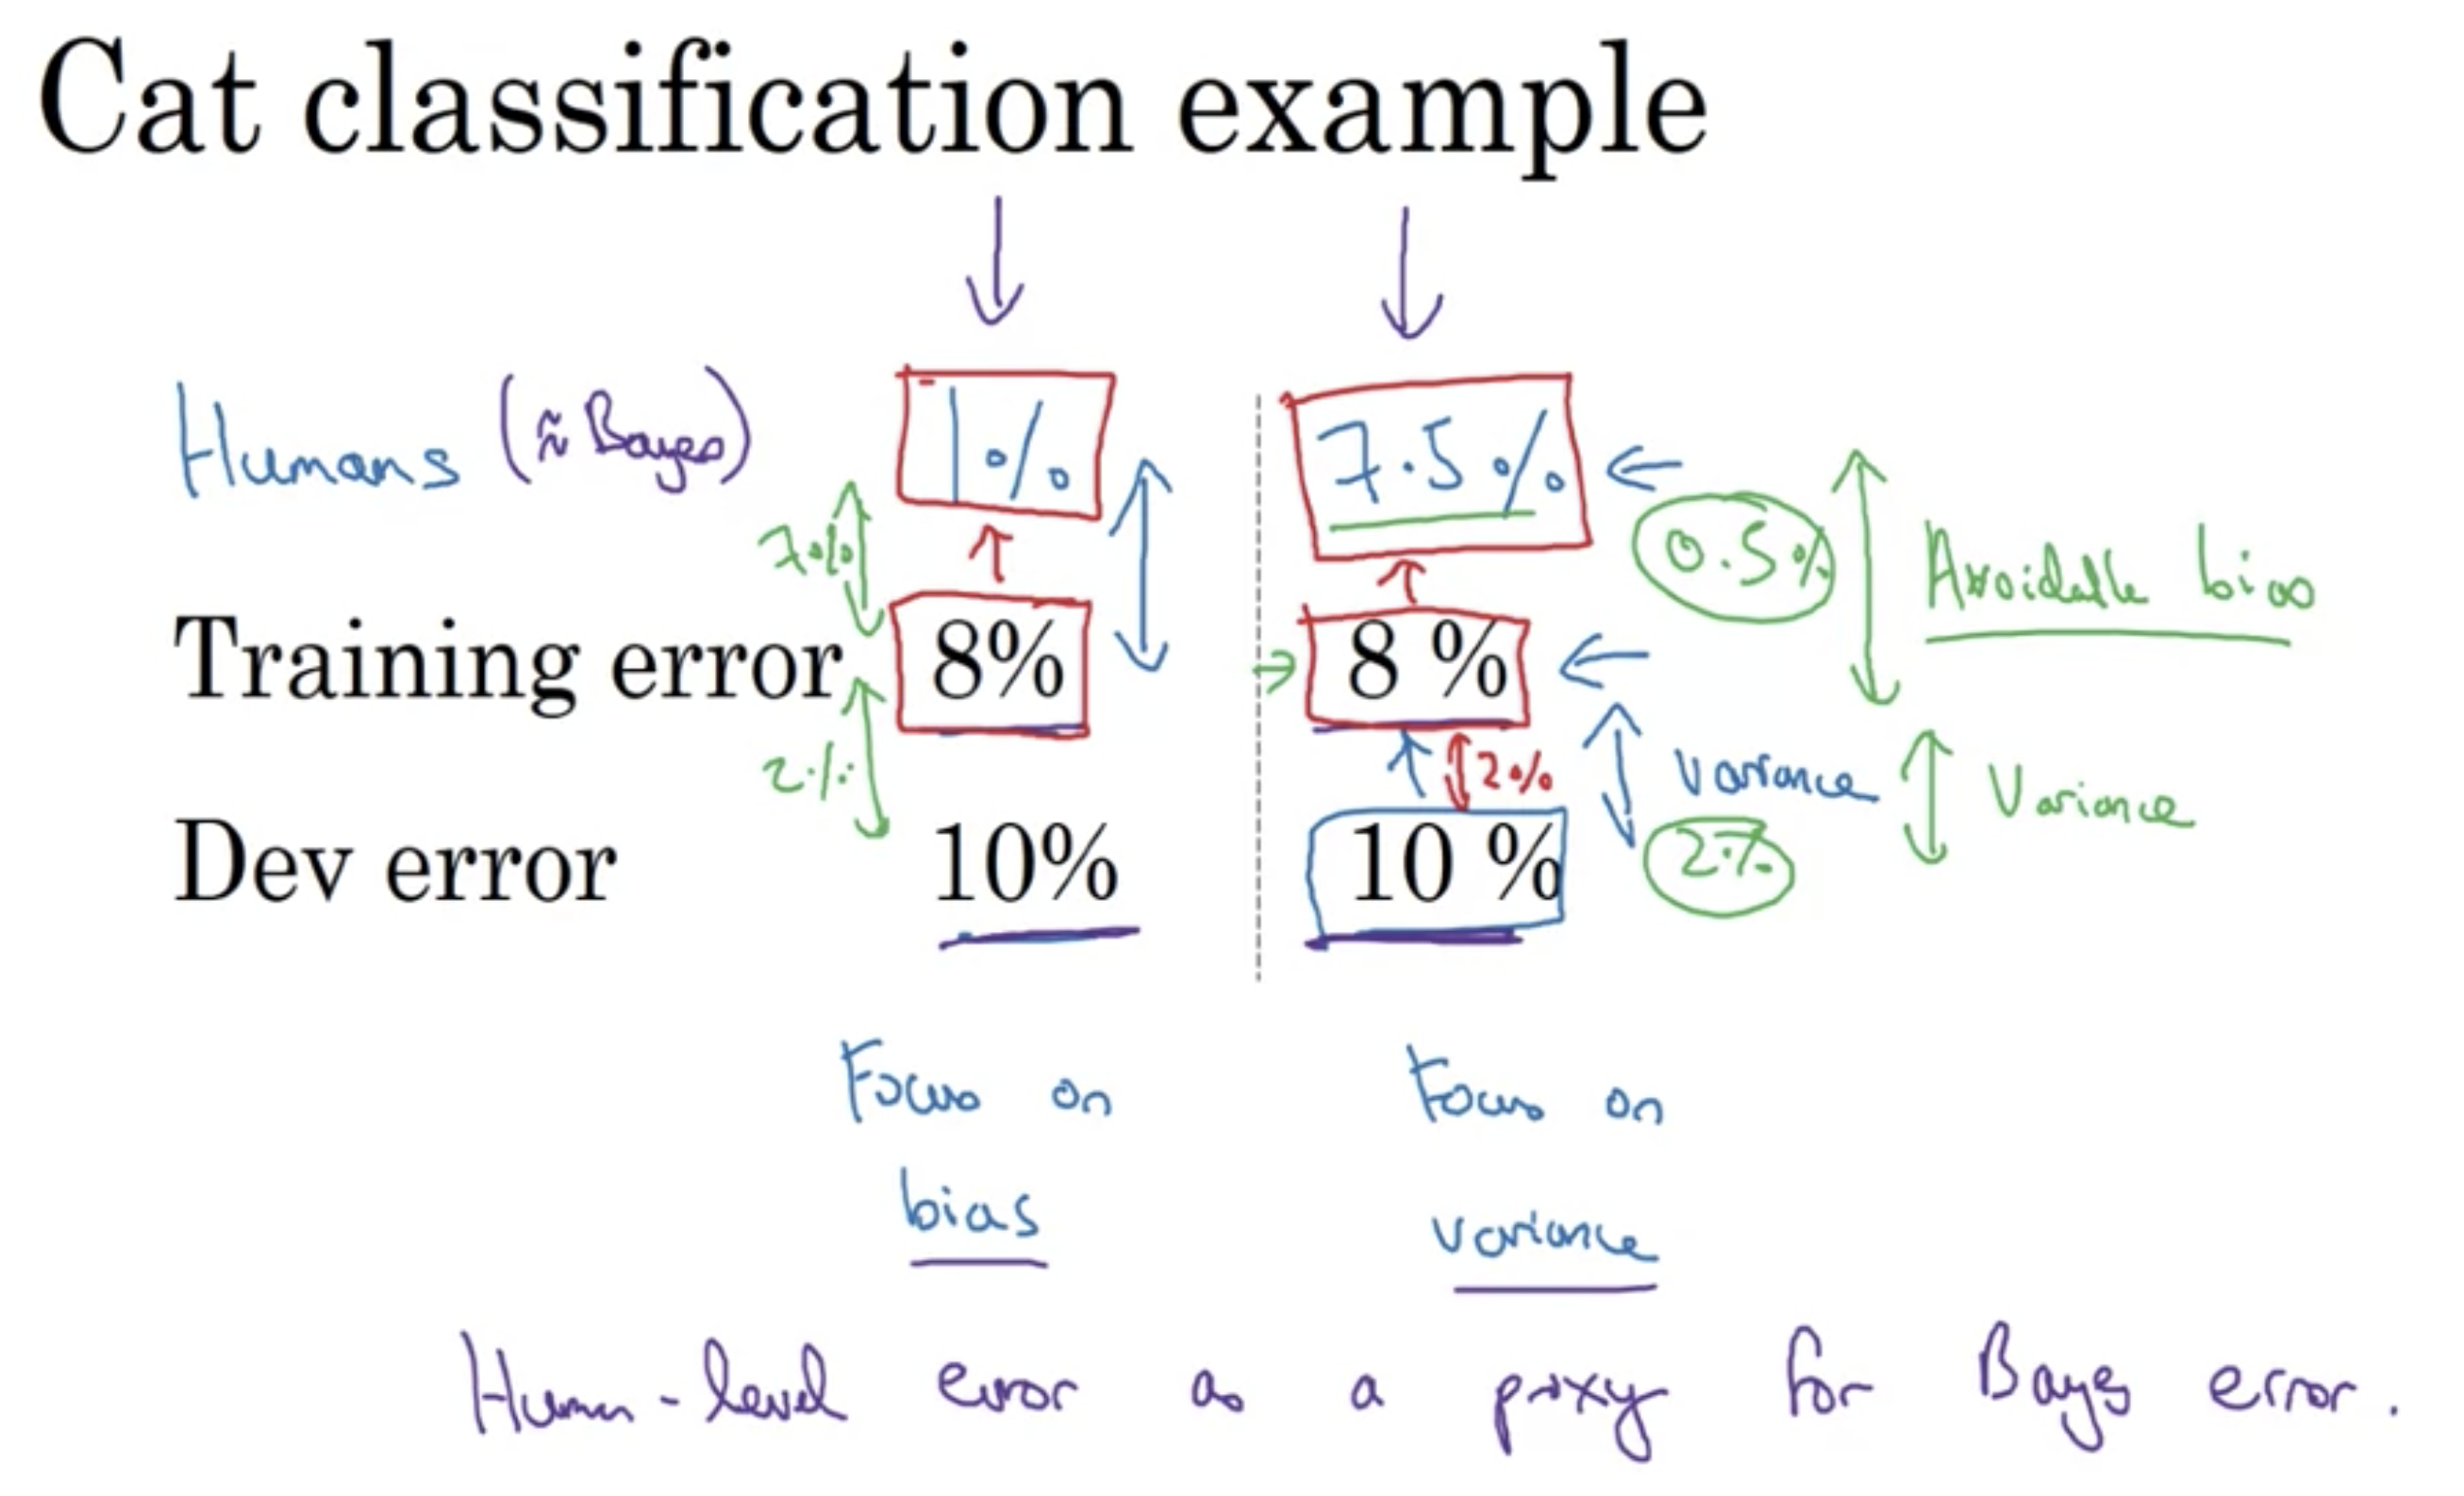 Cat classification example
Humans (≈ Bayes) 1% 7.5%
7% 0.5% Avoidable bias
Training error 8% 8 %
2% 2% Variance Variance
Dev error 10% 10 % 2%
Focus on Focus on
bias variance
Human-level error as a proxy for Bayes error.